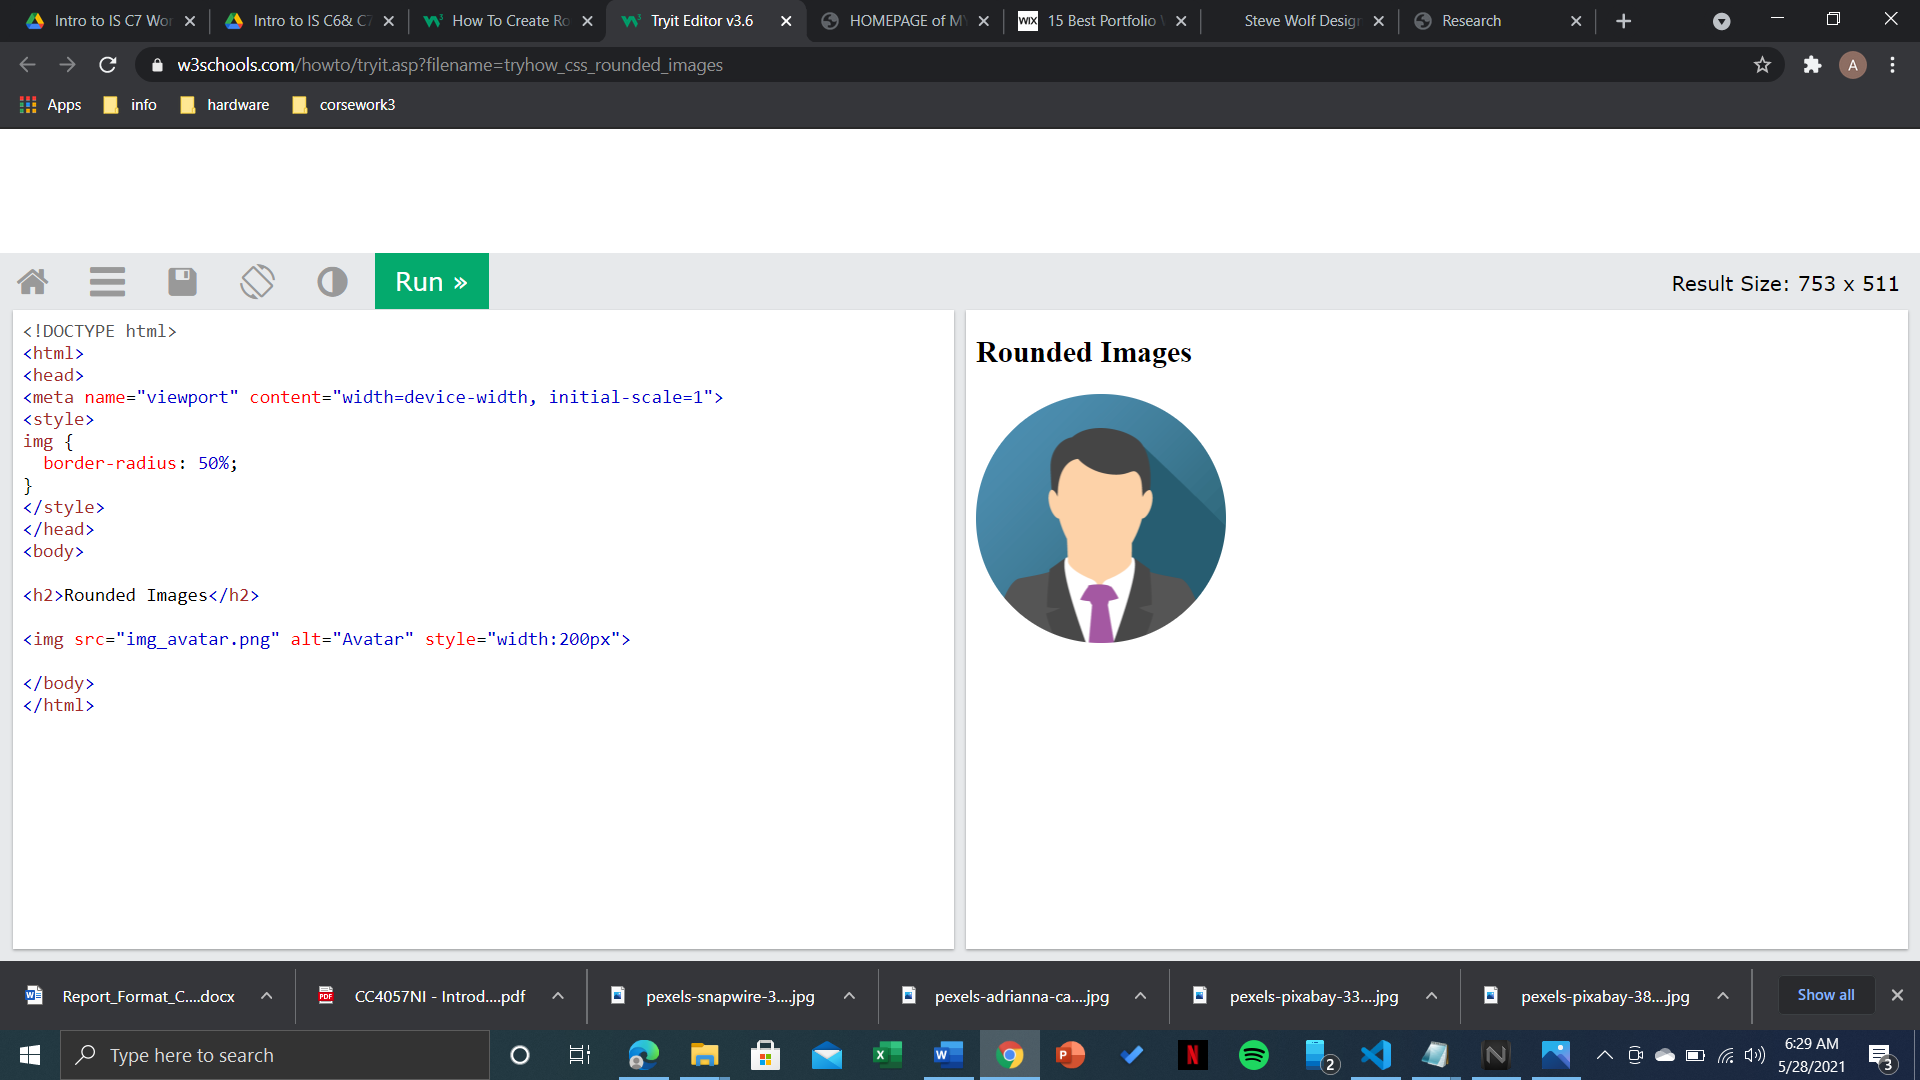 Intro to IS C7 Wor
Intro to IS C6& C7
How To Create Ro
Tryit Editor v3.6
HOMEPAGE of MY
WIX
15 Best Portfolio
Steve Wolf Design
Research
w3schools.com/howto/tryit.asp?filename=tryhow_css_rounded_images
A
Apps
info
hardware
corsework3
Run »
Result Size: 753 x 511
<!DOCTYPE html>
<html>
<head>
<meta name="viewport" content="width=device-width, initial-scale=1">
<style>
img {
  border-radius: 50%;
}
</style>
</head>
<body>
<h2>Rounded Images</h2>
<img src="img_avatar.png" alt="Avatar" style="width:200px">
</body>
</html>
Rounded Images
Report_Format_C....docx
CC4057NI - Introd....pdf
pexels-snapwire-3....jpg
pexels-adrianna-ca....jpg
pexels-pixabay-33....jpg
pexels-pixabay-38....jpg
Show all
Type here to search
2
6:29 AM
5/28/2021
3